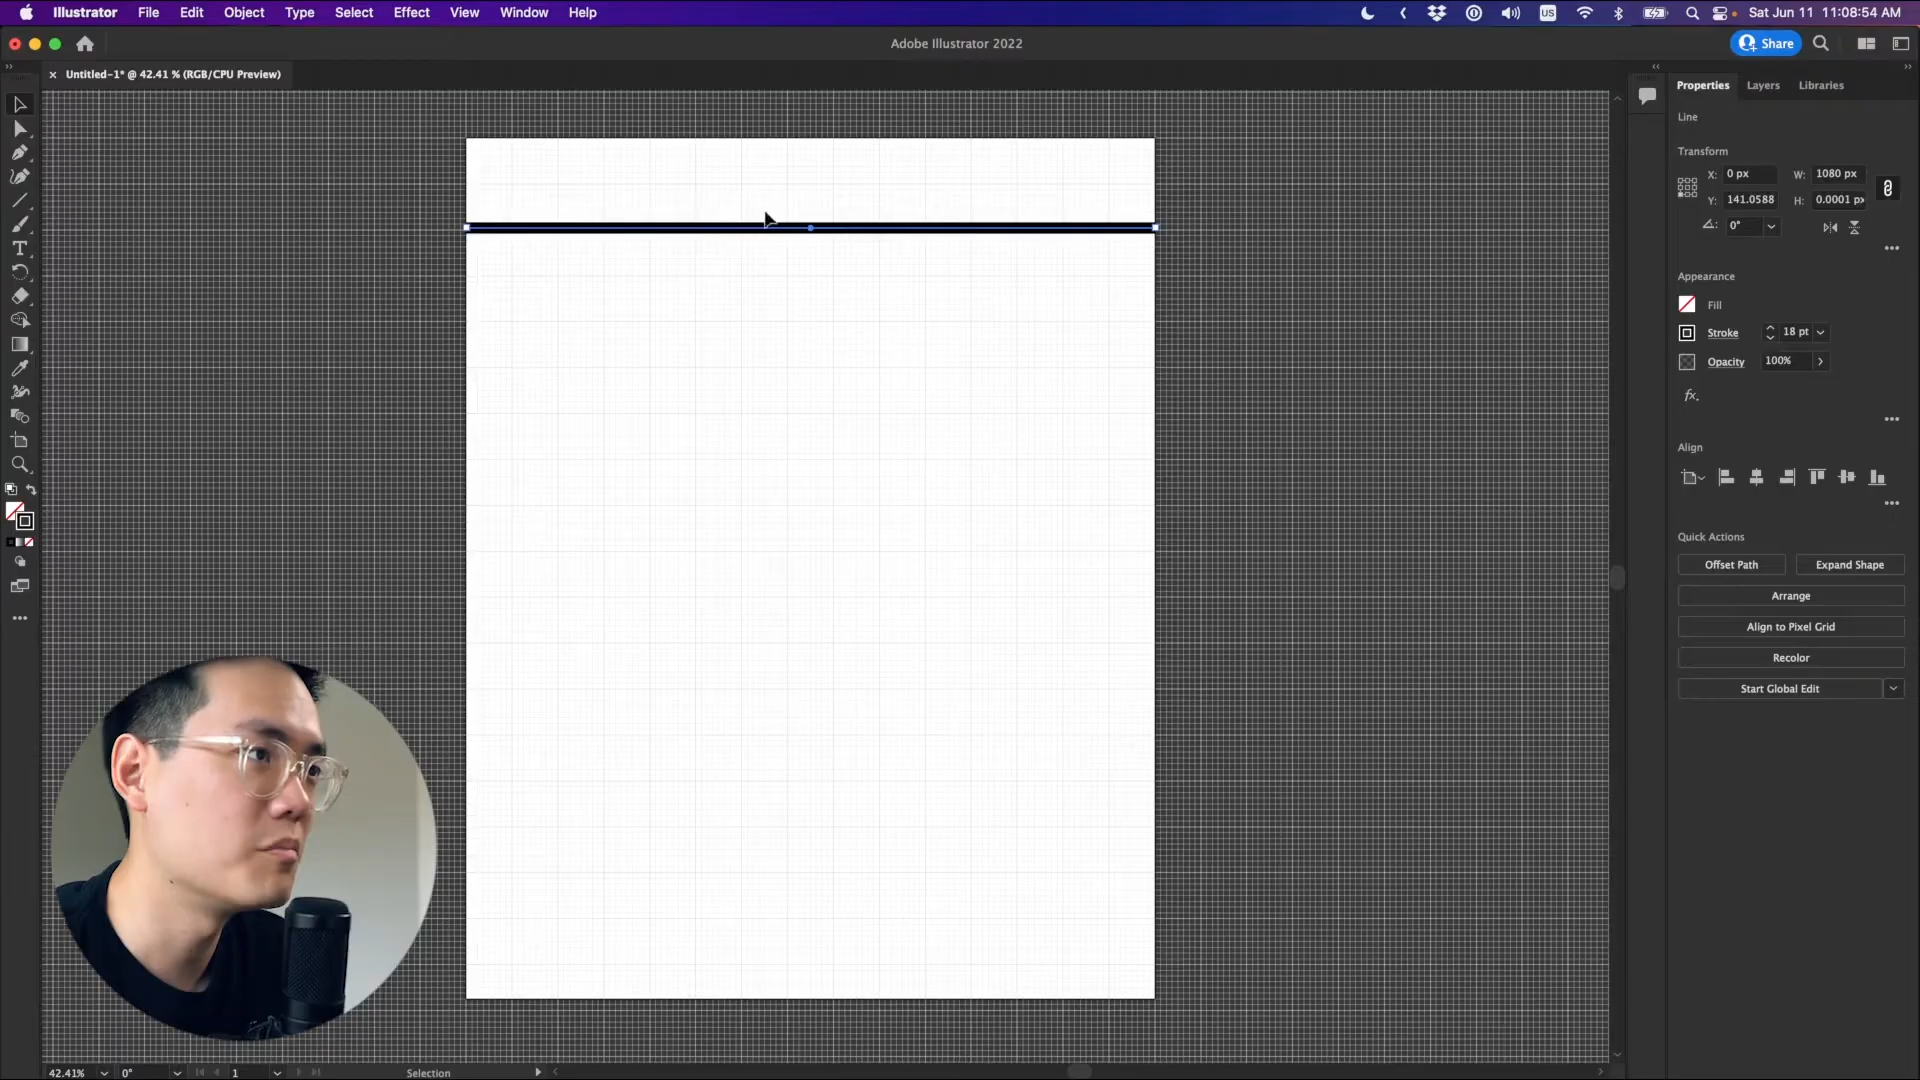 Illustrator File Edit Object Type Select Effect View Window Help
US
Sat Jun 11 11:08:54 AM
Adobe Illustrator 2022
Share
Untitled-1* @ 42.41 % (RGB/CPU Preview)
Properties Layers Libraries
Line
Transform
X: 0 px W: 1080 px
Y: 141.0588 H: 0.0001 px
0°
Appearance
Fill
Stroke 18 pt
Opacity 100%
fx.
Align
Quick Actions
Offset Path Expand Shape
Arrange
Align to Pixel Grid
Recolor
Start Global Edit
42.41% 0° 1 Selection